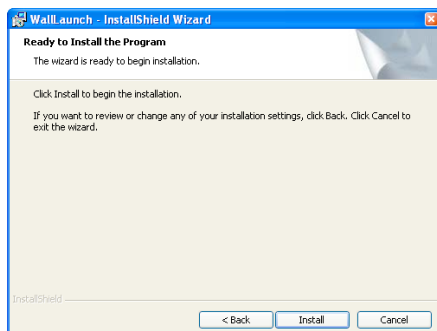 WallLaunch - InstallShield Wizard
Ready to Install the Program
The wizard is ready to begin installation.
Click Install to begin the installation.
If you want to review or change any of your installation settings, click Back. Click Cancel to
exit the wizard.
InstallShield
< Back
Install
Cancel